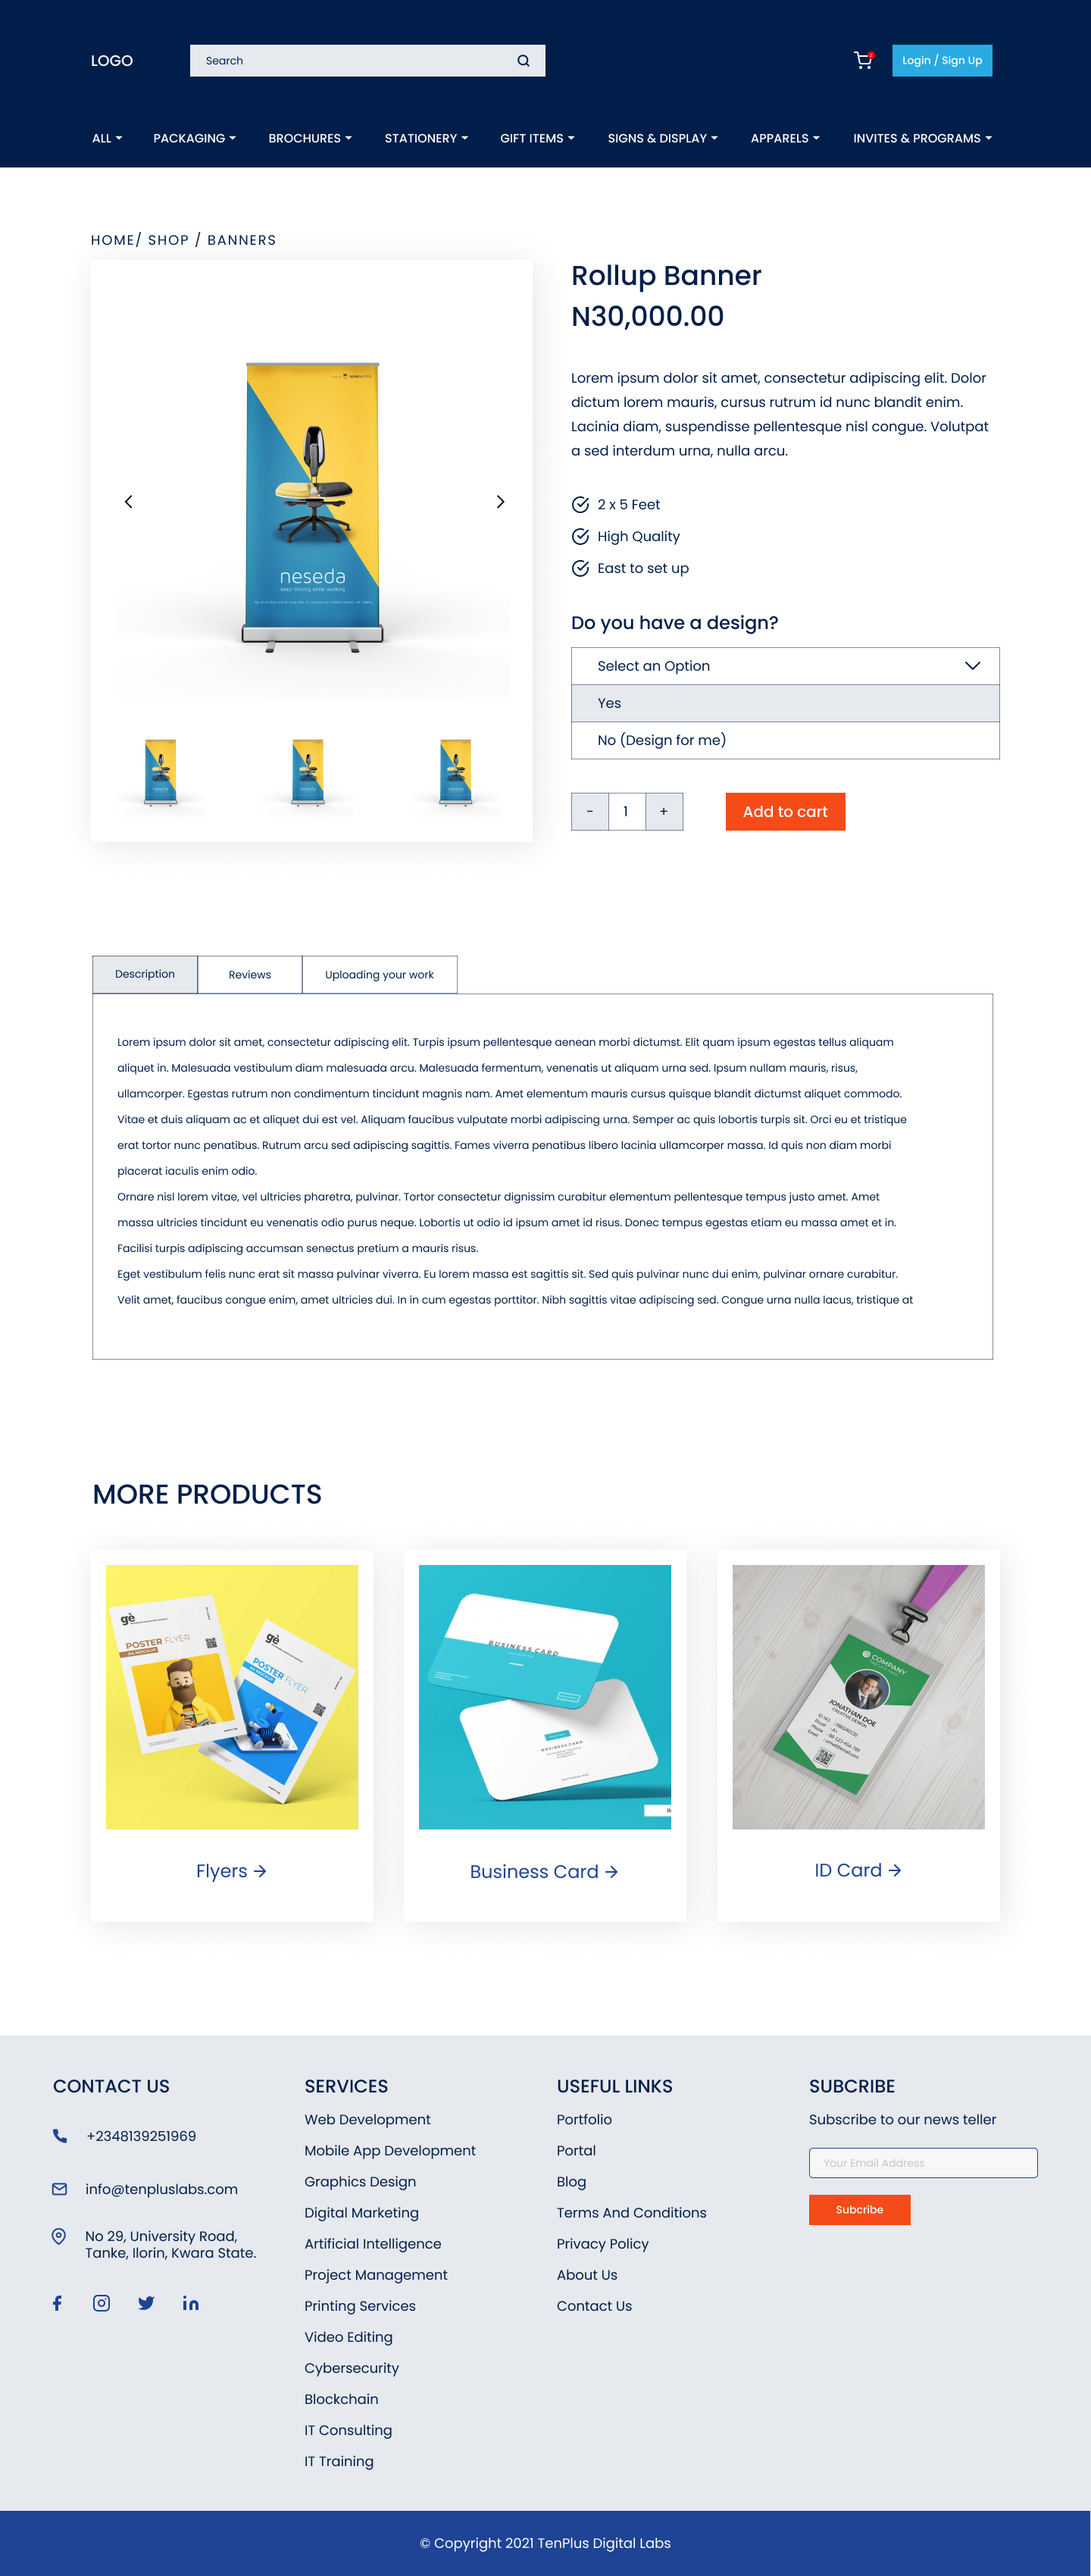 LOGO
Search
Login / Sign Up
ALL
PACKAGING
BROCHURES
STATIONERY
GIFT ITEMS
SIGNS & DISPLAY
APPARELS
INVITES & PROGRAMS
HOME/ SHOP / BANNERS
neseda
keep moving while working
Rollup Banner
N30,000.00
Lorem ipsum dolor sit amet, consectetur adipiscing elit. Dolor
dictum lorem mauris, cursus rutrum id nunc blandit enim.
Lacinia diam, suspendisse pellentesque nisl congue. Volutpat
a sed interdum urna, nulla arcu.
2 x 5 Feet
High Quality
East to set up
Do you have a design?
Select an Option
Yes
No (Design for me)
- 1 +
Add to cart
Description
Reviews
Uploading your work
Lorem ipsum dolor sit amet, consectetur adipiscing elit. Turpis ipsum pellentesque aenean morbi dictumst. Elit quam ipsum egestas tellus aliquam
aliquet in. Malesuada vestibulum diam malesuada arcu. Malesuada fermentum, venenatis ut aliquam urna sed. Ipsum nullam mauris, risus,
ullamcorper. Egestas rutrum non condimentum tincidunt magnis nam. Amet elementum mauris cursus quisque blandit dictumst aliquet commodo.
Vitae et duis aliquam ac et aliquet dui est vel. Aliquam faucibus vulputate morbi adipiscing urna. Semper ac quis lobortis turpis sit. Orci eu et tristique
erat tortor nunc penatibus. Rutrum arcu sed adipiscing sagittis. Fames viverra penatibus libero lacinia ullamcorper massa. Id quis non diam morbi
placerat iaculis enim odio.
Ornare nisl lorem vitae, vel ultricies pharetra, pulvinar. Tortor consectetur dignissim curabitur elementum pellentesque tempus justo amet. Amet
massa ultricies tincidunt eu venenatis odio purus neque. Lobortis ut odio id ipsum amet id risus. Donec tempus egestas etiam eu massa amet et in.
Facilisi turpis adipiscing accumsan senectus pretium a mauris risus.
Eget vestibulum felis nunc erat sit massa pulvinar viverra. Eu lorem massa est sagittis sit. Sed quis pulvinar nunc dui enim, pulvinar ornare curabitur.
Velit amet, faucibus congue enim, amet ultricies dui. In in cum egestas porttitor. Nibh sagittis vitae adipiscing sed. Congue urna nulla lacus, tristique at
MORE PRODUCTS
gè
POSTER FLYER
A4 MOCKUP
gè
POSTER FLYER
A4 MOCKUP
BUSINESS CARD
BUSINESS CARD
COMPANY
JONATHAN DOE
CREATIVE DESIGN
Flyers
Business Card
ID Card
CONTACT US
+2348139251969
info@tenpluslabs.com
No 29, University Road,
Tanke, Ilorin, Kwara State.
SERVICES
Web Development
Mobile App Development
Graphics Design
Digital Marketing
Artificial Intelligence
Project Management
Printing Services
Video Editing
Cybersecurity
Blockchain
IT Consulting
IT Training
USEFUL LINKS
Portfolio
Portal
Blog
Terms And Conditions
Privacy Policy
About Us
Contact Us
SUBCRIBE
Subscribe to our news teller
Your Email Address
Subcribe
© Copyright 2021 TenPlus Digital Labs